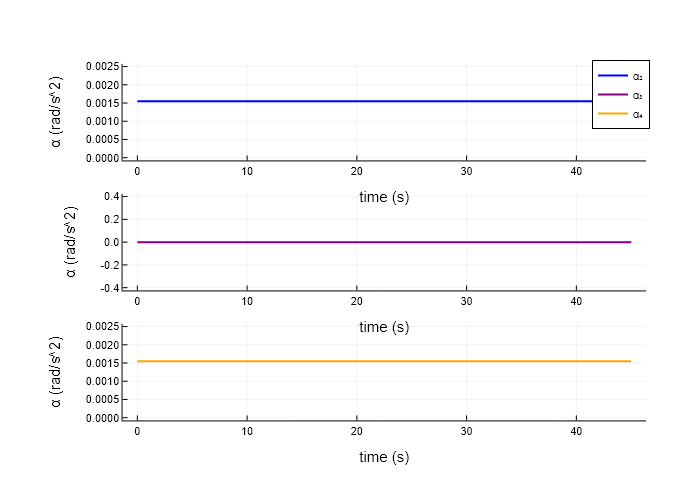 0.0025
0.0020
0.0015
0.0010
0.0005
0.0000
α (rad/s^2)
0 10 20 30 40
time (s)
α₂
α₃
α₄
0.4
0.2
0.0
-0.2
-0.4
α (rad/s^2)
0 10 20 30 40
time (s)
0.0025
0.0020
0.0015
0.0010
0.0005
0.0000
α (rad/s^2)
0 10 20 30 40
time (s)